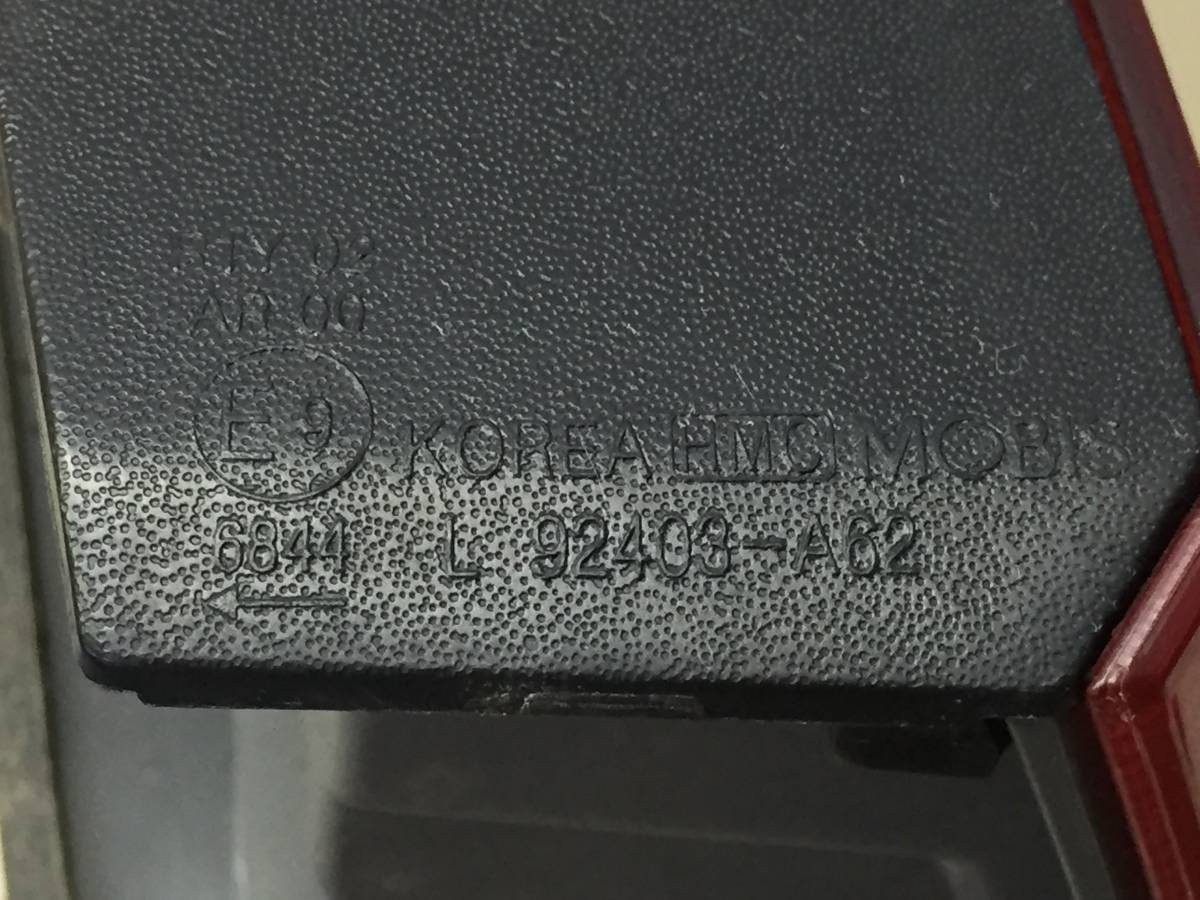 AR 00
E 9 KOREA HMC MOBIS
6844 L 92403-A62